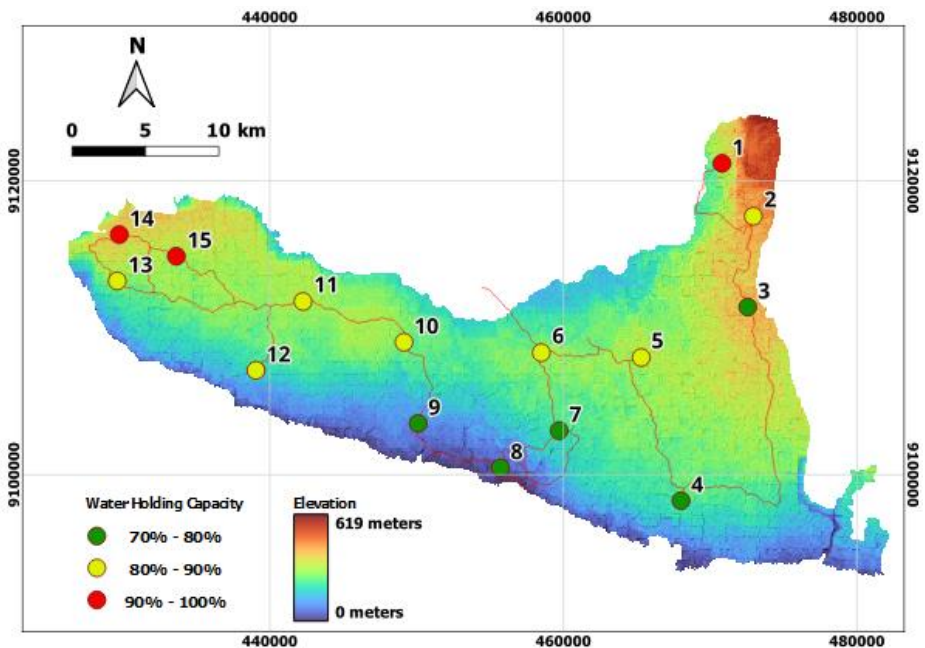 440000 460000 480000
N
0 5 10 km
1
9120000 9120000
2
14
15
13
3
11
10
6 5
12
9 7
8
9100000 9100000
4
Water Holding Capacity
70% - 80%
80% - 90%
90% - 100%
Elevation
619 meters
0 meters
440000 460000 480000